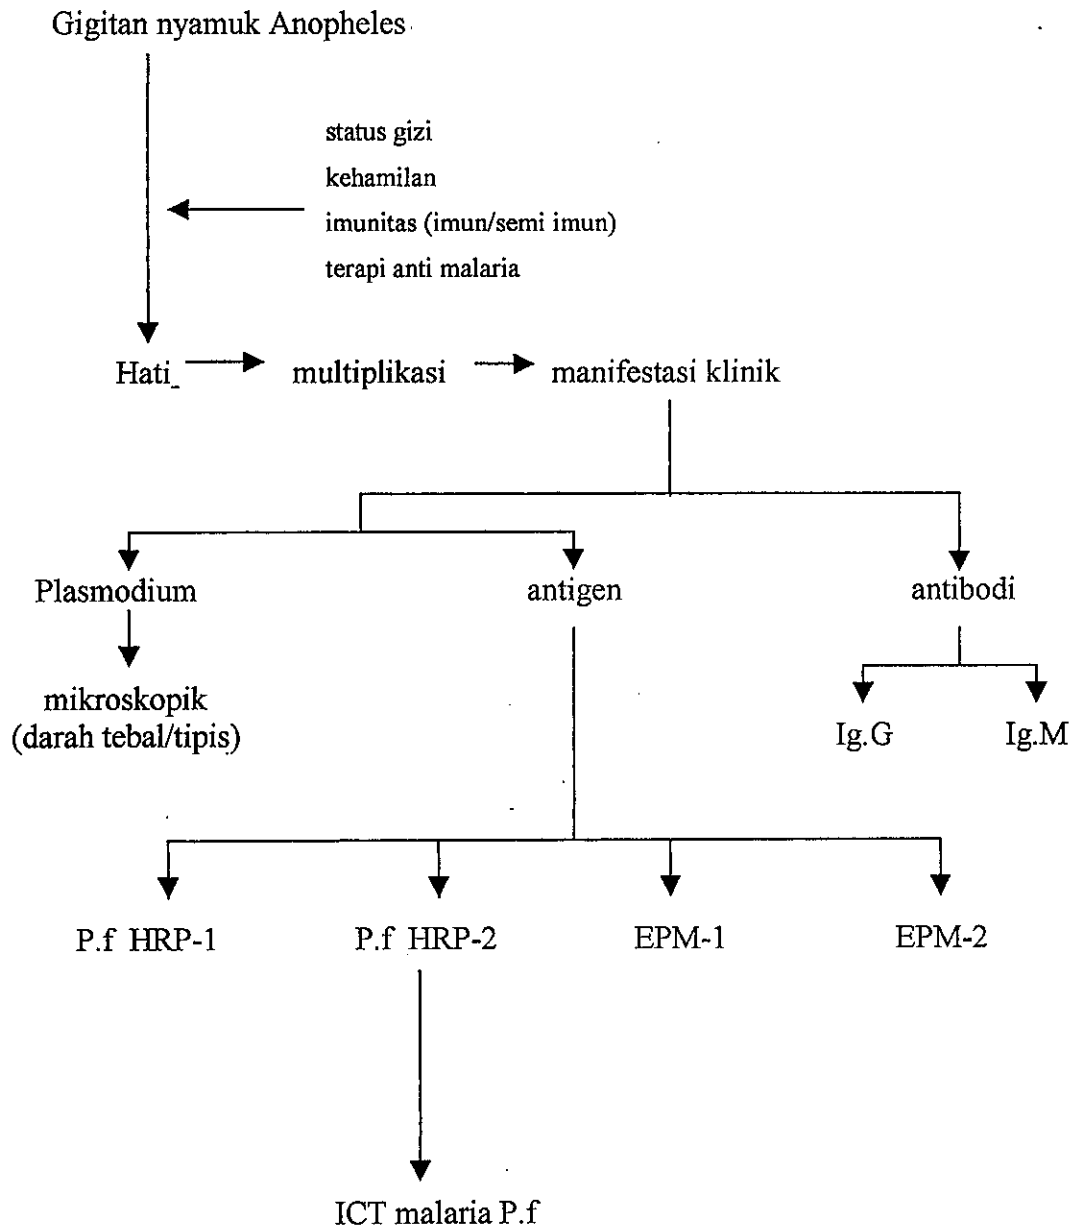 Gigitan nyamuk Anopheles
status gizi
kehamilan
imunitas (imun/semi imun)
terapi anti malaria
Hati
multiplikasi
manifestasi klinik
Plasmodium
antigen
antibodi
mikroskopik
(darah tebal/tipis)
Ig.G
Ig.M
P.f HRP-1
P.f HRP-2
EPM-1
EPM-2
ICT malaria P.f